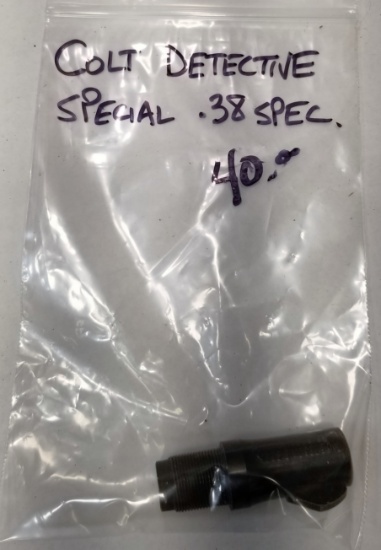 COLT DETECTIVE
SPECIAL .38 SPEC.
40.00